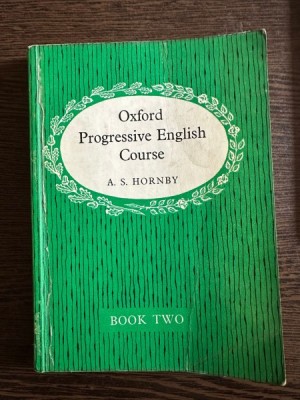 Oxford
Progressive English
Course
A. S. HORNBY
BOOK TWO